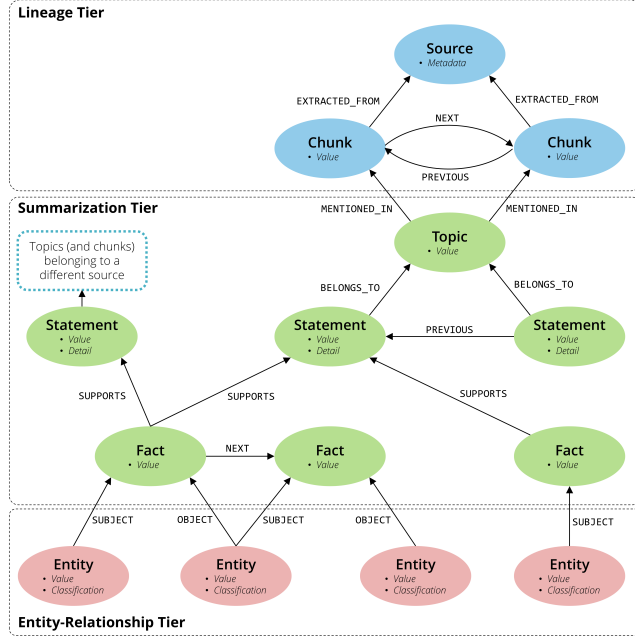 Lineage Tier
Source
• Metadata
EXTRACTED_FROM
EXTRACTED_FROM
NEXT
Chunk
• Value
Chunk
• Value
PREVIOUS
MENTIONED_IN
MENTIONED_IN
Summarization Tier
Topic
• Value
Topics (and chunks)
belonging to a
different source
BELONGS_TO
BELONGS_TO
Statement
• Value
• Detail
Statement
• Value
• Detail
PREVIOUS
Statement
• Value
• Detail
SUPPORTS
SUPPORTS
SUPPORTS
Fact
• Value
NEXT
Fact
• Value
Fact
• Value
SUBJECT
OBJECT
SUBJECT
OBJECT
SUBJECT
Entity
• Value
• Classification
Entity
• Value
• Classification
Entity
• Value
• Classification
Entity
• Value
• Classification
Entity-Relationship Tier